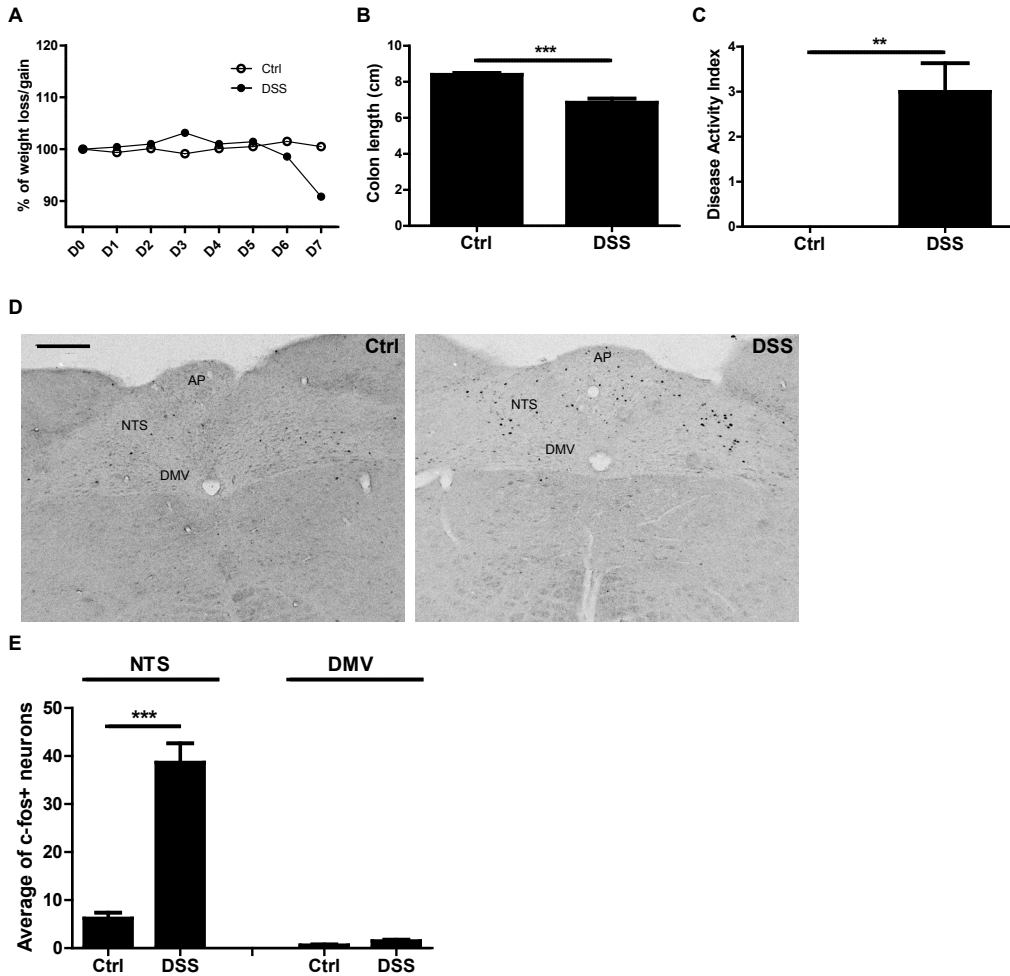 A
% of weight loss/gain
120
110
100
90
Ctrl
DSS
D0 D1 D2 D3 D4 D5 D6 D7
B
Colon length (cm)
10
8
6
4
2
0
***
Ctrl DSS
C
Disease Activity Index
4
3
2
1
0
**
Ctrl DSS
D
Ctrl
AP
NTS
DMV
DSS
AP
NTS
DMV
E
NTS DMV
Average of c-fos+ neurons
50
40
30
20
10
0
***
Ctrl DSS Ctrl DSS